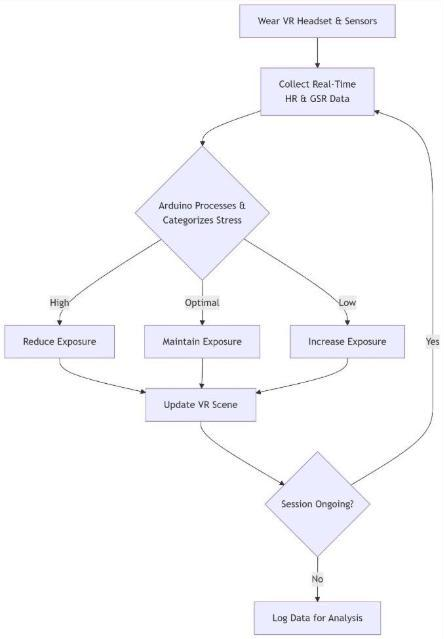 Wear VR Headset & Sensors
Collect Real-Time
HR & GSR Data
Arduino Processes &
Categorizes Stress
High
Optimal
Low
Reduce Exposure
Maintain Exposure
Increase Exposure
Yes
Update VR Scene
Session Ongoing?
No
Log Data for Analysis